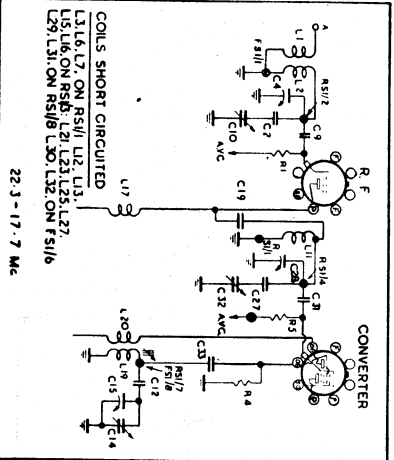 R. F
CONVERTER
A
L1
FS1/1
L2
RS1/2
C4
C10
C7
C9
A.V.C.
R1
L17
C19
L11
RS1/4
C32
C27
C31
A.V.C.
R3
L20
L19
C33
R4
RS1/7
FS1/8
C12
C15
C14
COILS SHORT CIRCUITED
L3, L6, L7, ON RS1/1 L12, L13,
L15, L16, ON RS1/3: L21, L23, L25, L27,
L29, L31, ON RS1/8 L30, L32, ON FS1/6
22.3 - 17.7 Mc